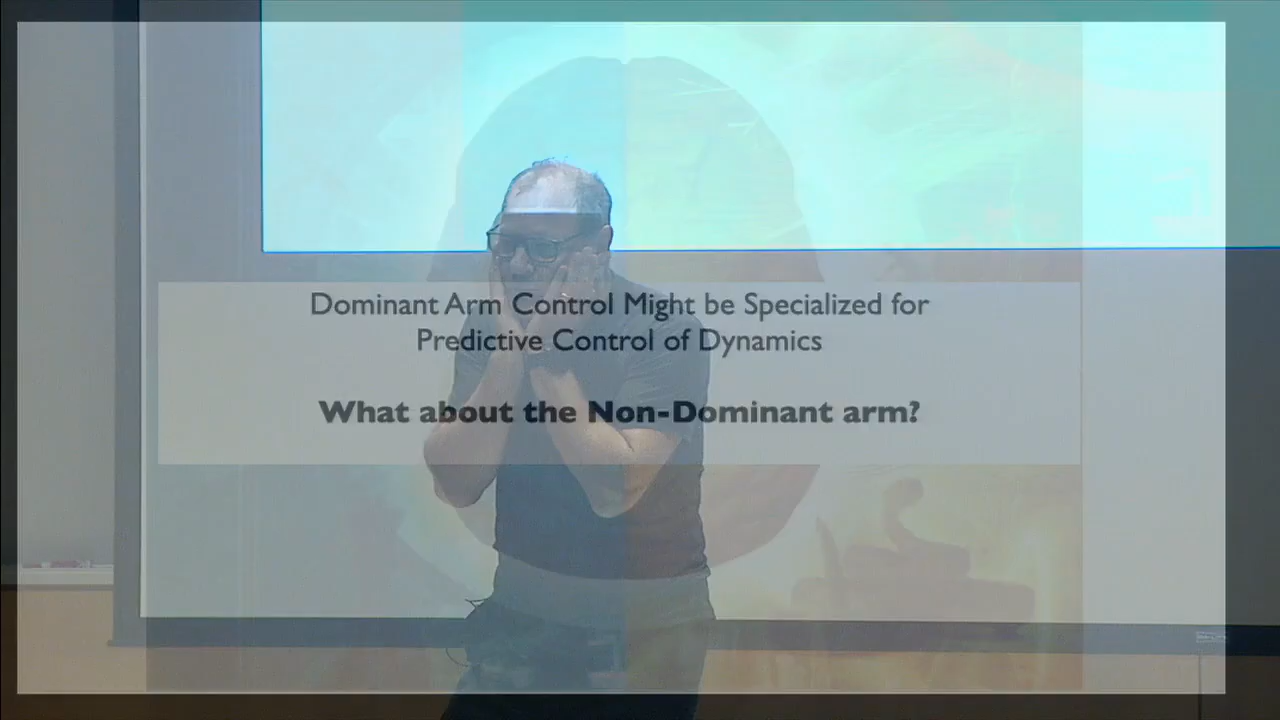 Dominant Arm Control Might be Specialized for
Predictive Control of Dynamics
What about the Non-Dominant arm?